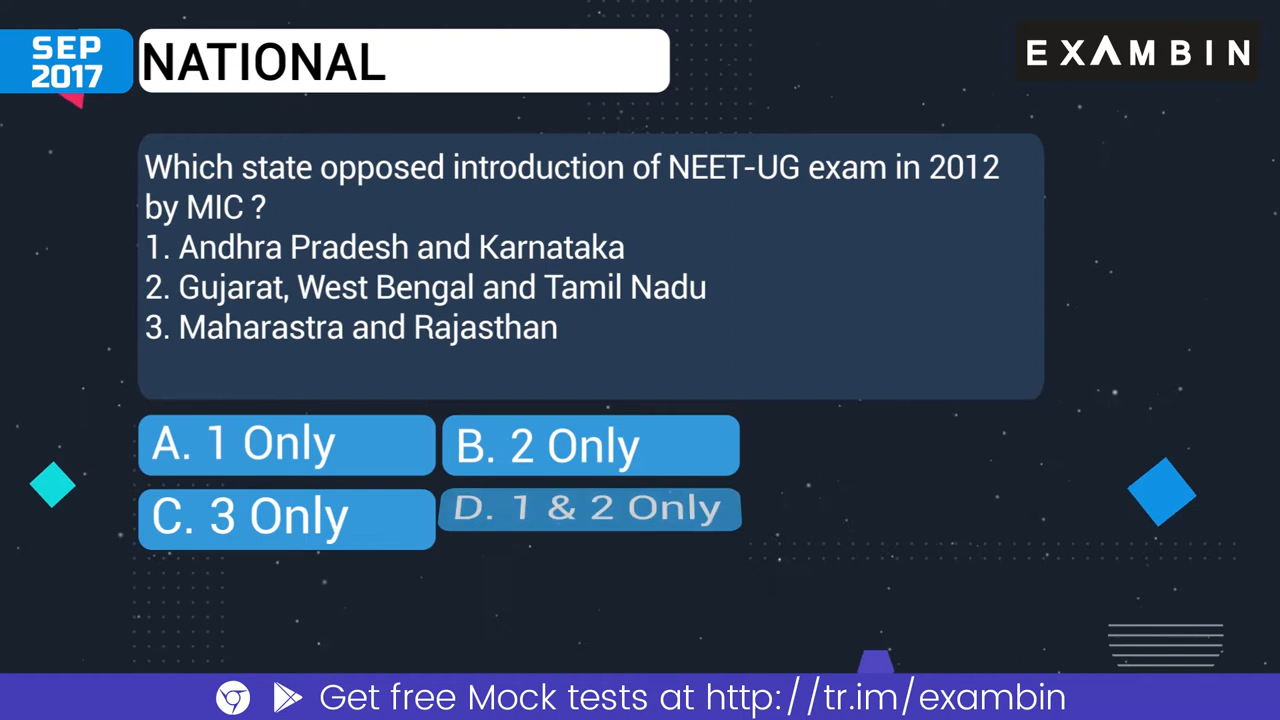 SEP
2017
NATIONAL
EXAMBIN
Which state opposed introduction of NEET-UG exam in 2012
by MIC ?
1. Andhra Pradesh and Karnataka
2. Gujarat, West Bengal and Tamil Nadu
3. Maharastra and Rajasthan
A. 1 Only
B. 2 Only
C. 3 Only
D. 1 & 2 Only
Get free Mock tests at http://tr.im/exambin